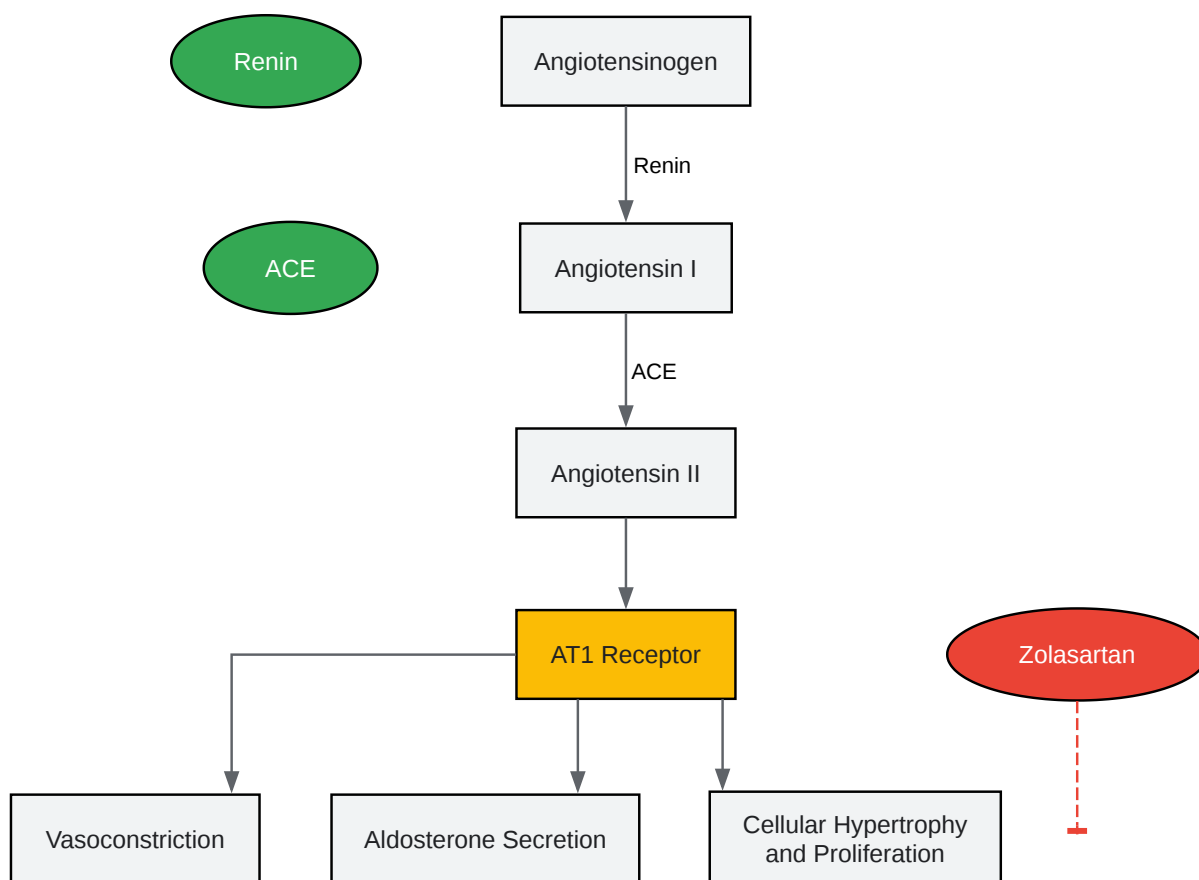 Renin
Angiotensinogen
Renin
ACE
Angiotensin I
ACE
Angiotensin II
AT1 Receptor
Zolasartan
Vasoconstriction
Aldosterone Secretion
Cellular Hypertrophy
and Proliferation